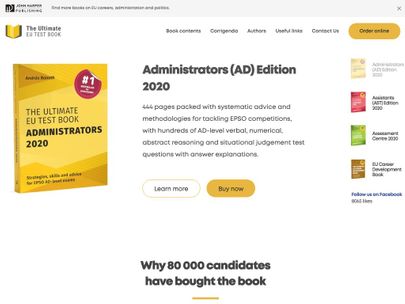 JOHN HARPER
PUBLISHING
Find more books on EU careers, administration and politics.
The Ultimate
EU TEST BOOK
Book contents Corrigenda Authors Useful links Contact Us Order online
András Baneth
#1
THE ULTIMATE
EU TEST BOOK
ADMINISTRATORS
2020
Strategies, skills and advice
for EPSO AD-level exams
Administrators (AD) Edition
2020
444 pages packed with systematic advice and
methodologies for tackling EPSO competitions,
with hundreds of AD-level verbal, numerical,
abstract reasoning and situational judgement test
questions with answer explanations.
Learn more
Buy now
Administrators
(AD) Edition
2020
Assistants
(AST) Edition
2020
Assessment
Centre 2020
EU Career
Development
Book
Follow us on Facebook
8065 likes
Why 80 000 candidates
have bought the book